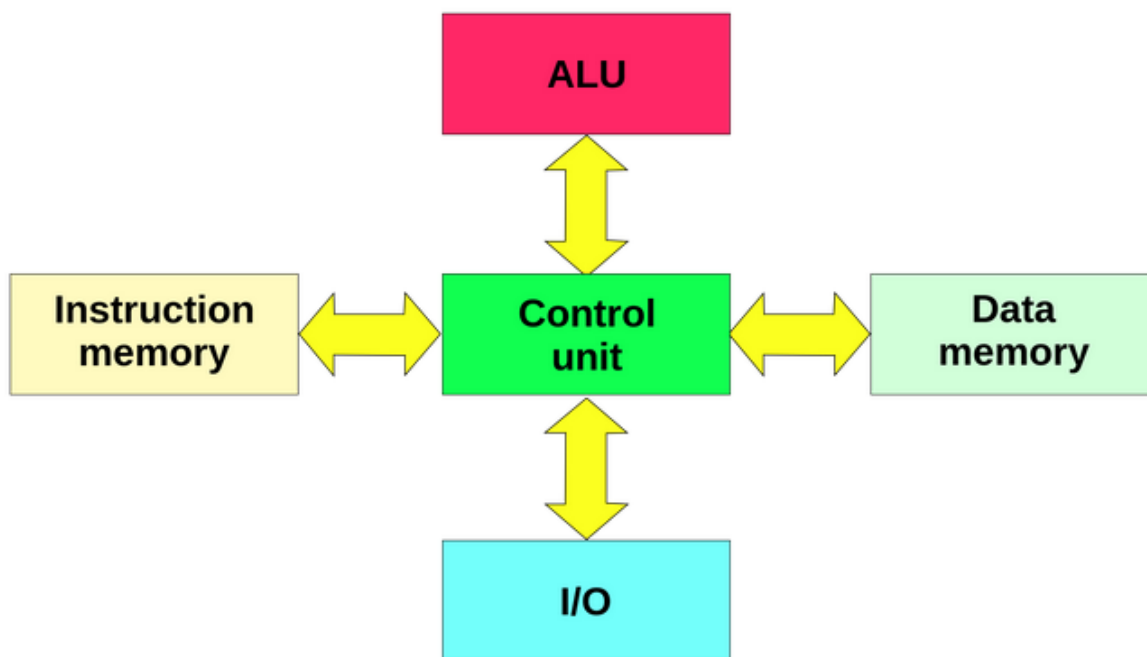 ALU
Instruction
memory
Control
unit
Data
memory
I/O